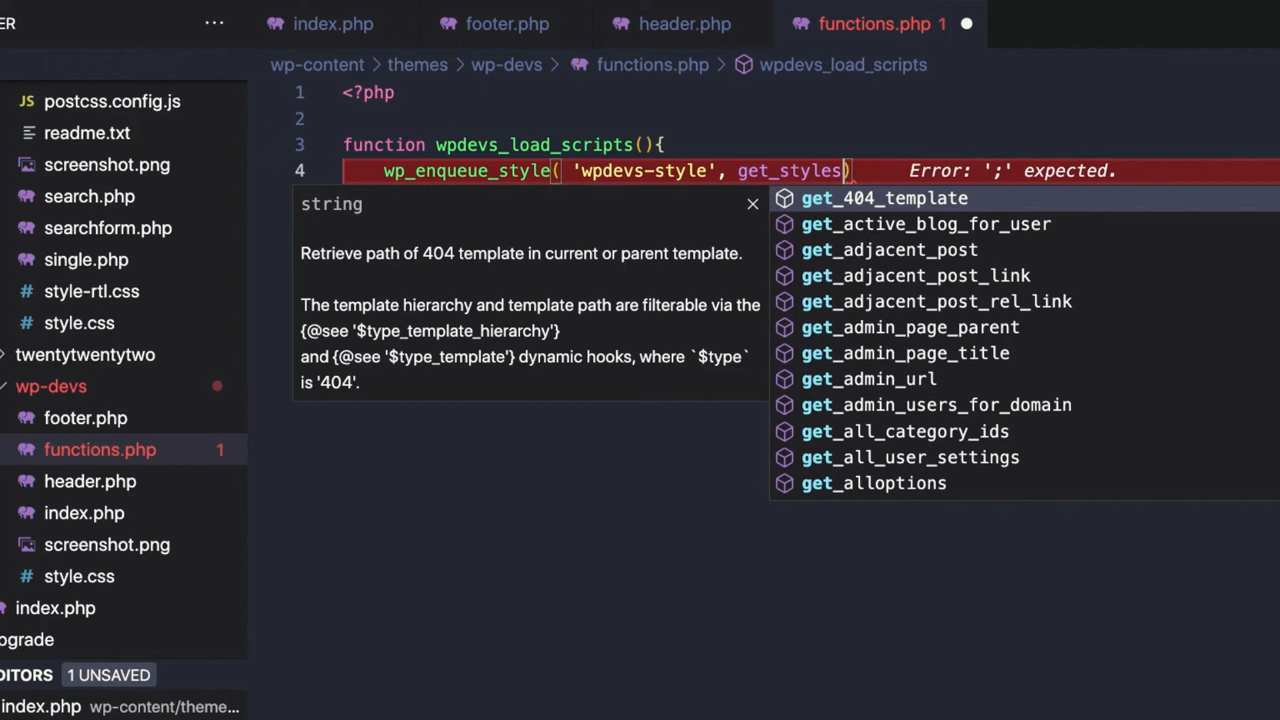 ER
···
index.php
footer.php
header.php
functions.php 1
wp-content > themes > wp-devs > functions.php > wpdevs_load_scripts
JS postcss.config.js
readme.txt
screenshot.png
search.php
searchform.php
single.php
# style-rtl.css
# style.css
twentytwentytwo
wp-devs
footer.php
functions.php 1
header.php
index.php
screenshot.png
# style.css
index.php
pgrade
DITORS 1 UNSAVED
index.php wp-content/theme...
1 <?php
2
3 function wpdevs_load_scripts(){
4 wp_enqueue_style( 'wpdevs-style', get_styles) Error: ';' expected.
string
Retrieve path of 404 template in current or parent template.
The template hierarchy and template path are filterable via the
{@see '$type_template_hierarchy'}
and {@see '$type_template'} dynamic hooks, where `$type`
is '404'.
get_404_template
get_active_blog_for_user
get_adjacent_post
get_adjacent_post_link
get_adjacent_post_rel_link
get_admin_page_parent
get_admin_page_title
get_admin_url
get_admin_users_for_domain
get_all_category_ids
get_all_user_settings
get_alloptions